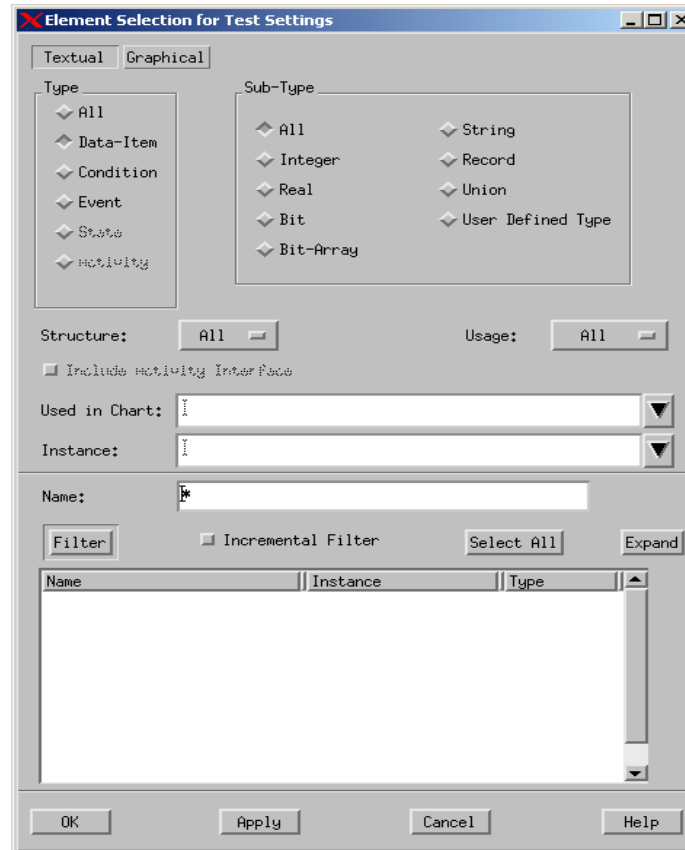 Element Selection for Test Settings
Textual Graphical
Type
All
Data-Item
Condition
Event
State
Activity
Sub-Type
All
Integer
Real
Bit
Bit-Array
String
Record
Union
User Defined Type
Structure: All Usage: All
Include Activity Interface
Used in Chart:
Instance:
Name: *
Filter Incremental Filter Select All Expand
Name Instance Type
OK Apply Cancel Help